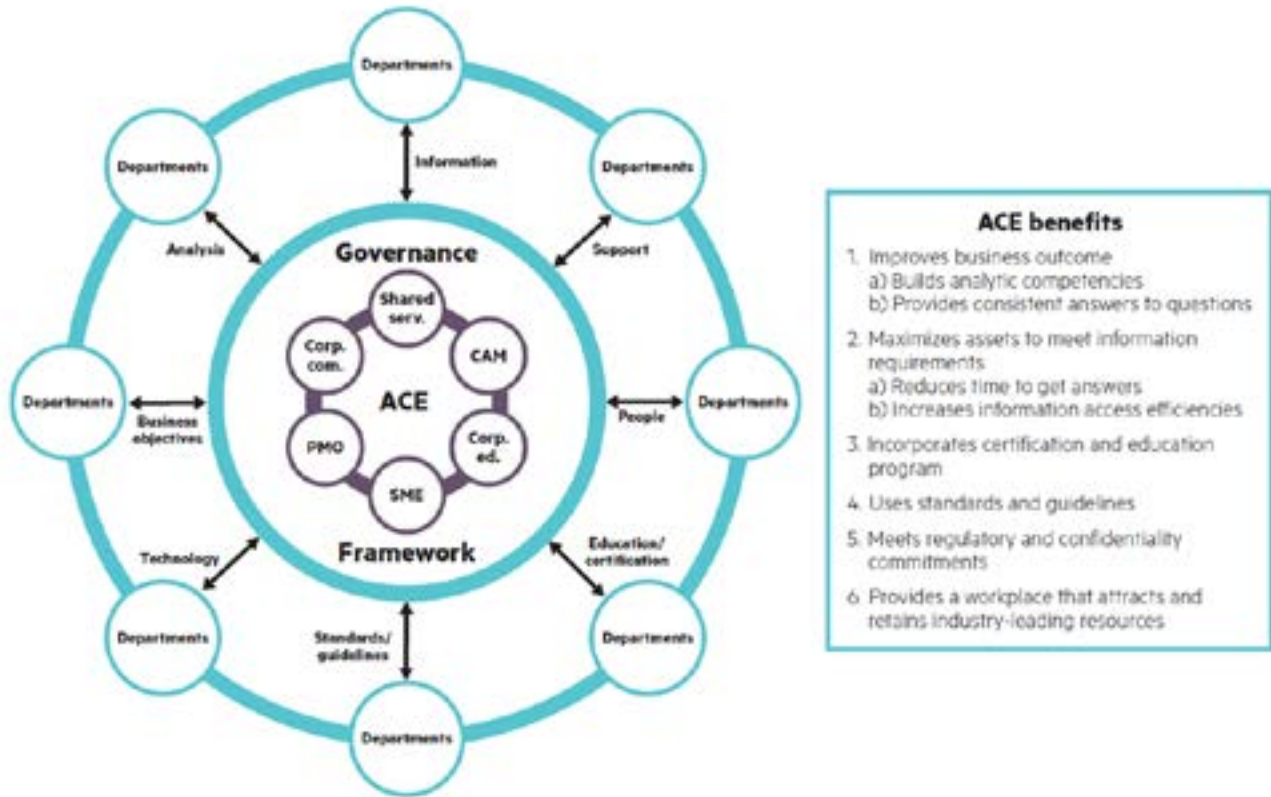 Departments
Departments
Departments
Information
Departments
Departments
Analysis
Support
Governance
Shared
serv.
Corp.
com.
CAM
ACE
Departments
Business
objectives
People
Departments
PMO
Corp.
ed.
SME
Framework
Technology
Education/
certification
Departments
Standards/
guidelines
Departments
ACE benefits
1. Improves business outcome
a) Builds analytic competencies
b) Provides consistent answers to questions
2. Maximizes assets to meet information
requirements
a) Reduces time to get answers
b) Increases information access efficiencies
3. Incorporates certification and education
program
4. Uses standards and guidelines
5. Meets regulatory and confidentiality
commitments
6. Provides a workplace that attracts and
retains industry-leading resources